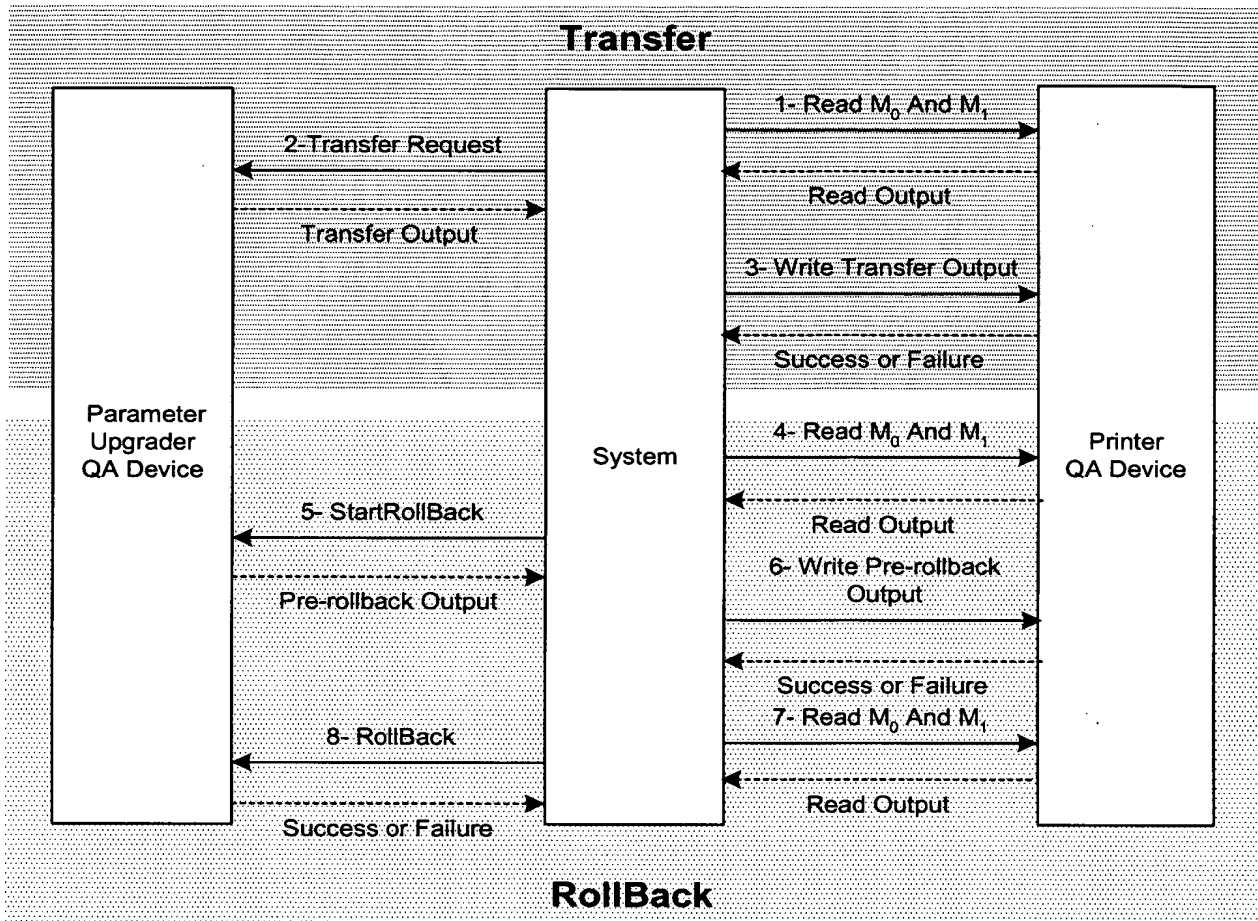 Transfer
1- Read M₀ And M₁
2-Transfer Request
Read Output
Transfer Output
3- Write Transfer Output
Success or Failure
Parameter
Upgrader
QA Device
System
4- Read M₀ And M₁
Printer
QA Device
Read Output
5- StartRollBack
6- Write Pre-rollback
Output
Pre-rollback Output
Success or Failure
7- Read M₀ And M₁
8- RollBack
Read Output
Success or Failure
RollBack